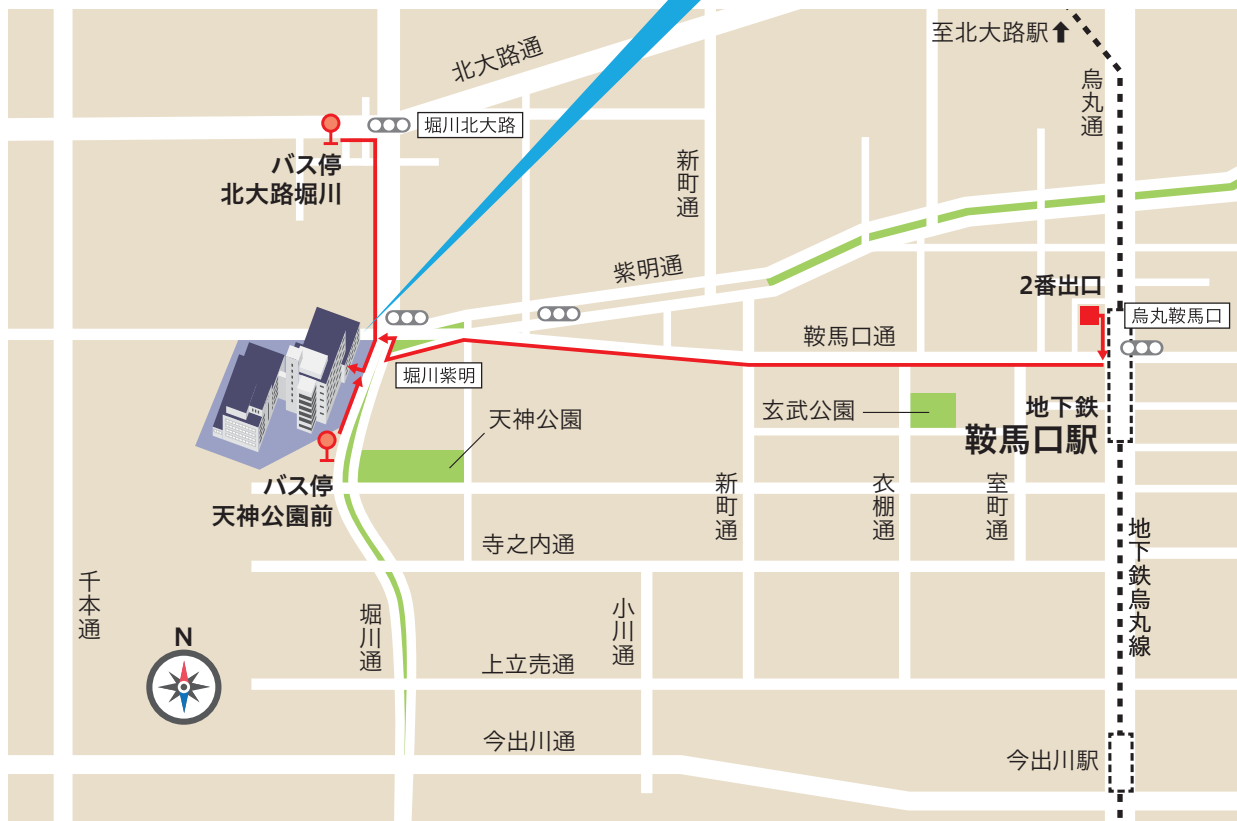 至北大路駅
北大路通
烏丸通
堀川北大路
バス停
北大路堀川
新町通
紫明通
2番出口
烏丸鞍馬口
鞍馬口通
堀川紫明
天神公園
玄武公園
地下鉄
鞍馬口駅
バス停
天神公園前
新町通
衣棚通
室町通
寺之内通
地下鉄烏丸線
千本通
堀川通
小川通
N
上立売通
今出川通
今出川駅